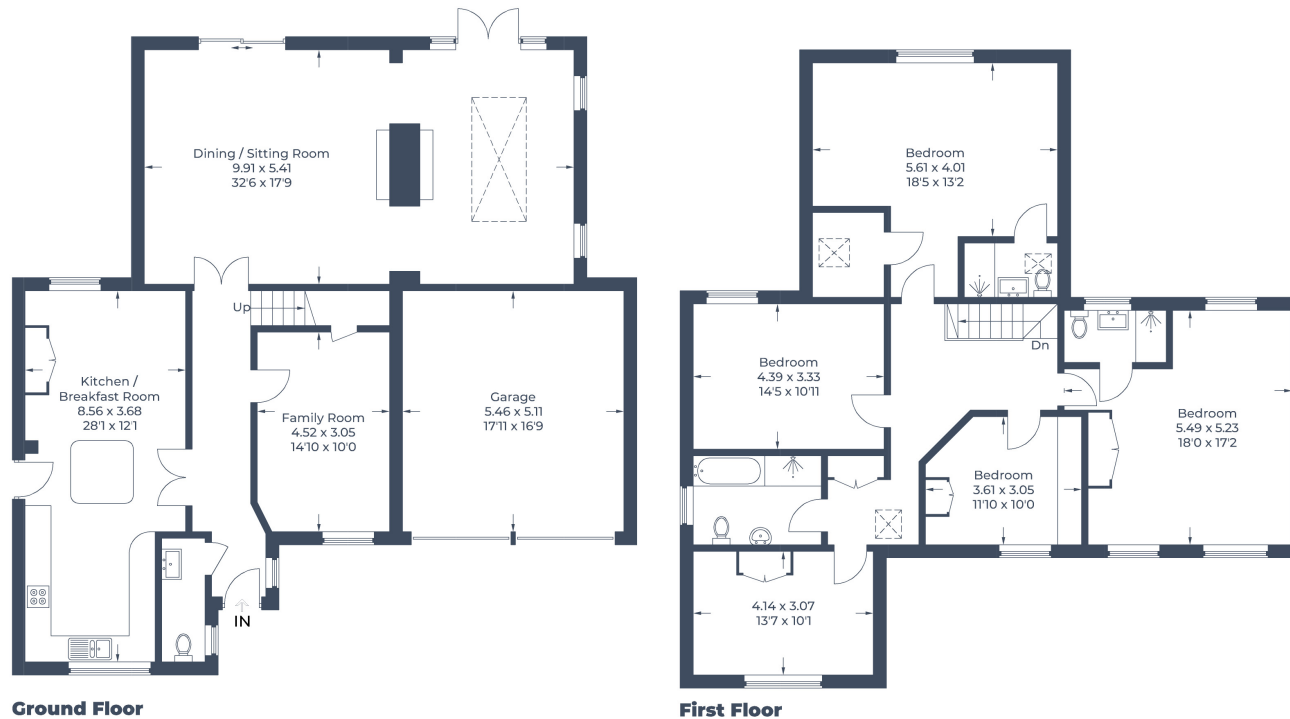 Dining / Sitting Room
9.91 x 5.41
32'6 x 17'9
Up
Kitchen /
Breakfast Room
8.56 x 3.68
28'1 x 12'1
Family Room
4.52 x 3.05
14'10 x 10'0
Garage
5.46 x 5.11
17'11 x 16'9
IN
Ground Floor
Bedroom
5.61 x 4.01
18'5 x 13'2
Bedroom
4.39 x 3.33
14'5 x 10'11
Dn
Bedroom
5.49 x 5.23
18'0 x 17'2
Bedroom
3.61 x 3.05
11'10 x 10'0
4.14 x 3.07
13'7 x 10'1
First Floor